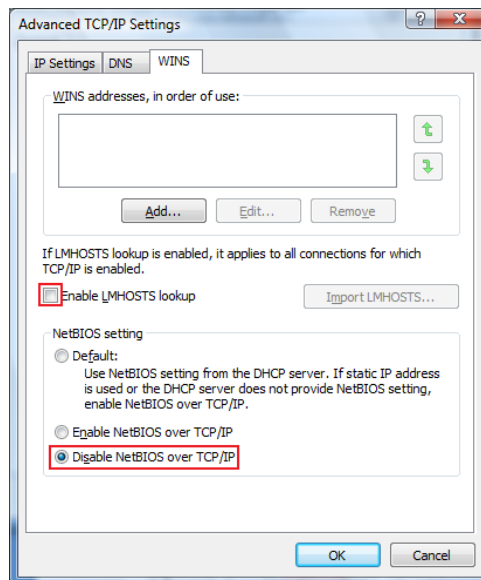 Advanced TCP/IP Settings
IP Settings DNS WINS
WINS addresses, in order of use:
Add... Edit... Remove
If LMHOSTS lookup is enabled, it applies to all connections for which
TCP/IP is enabled.
Enable LMHOSTS lookup Import LMHOSTS...
NetBIOS setting
Default:
Use NetBIOS setting from the DHCP server. If static IP address
is used or the DHCP server does not provide NetBIOS setting,
enable NetBIOS over TCP/IP.
Enable NetBIOS over TCP/IP
Disable NetBIOS over TCP/IP
OK Cancel